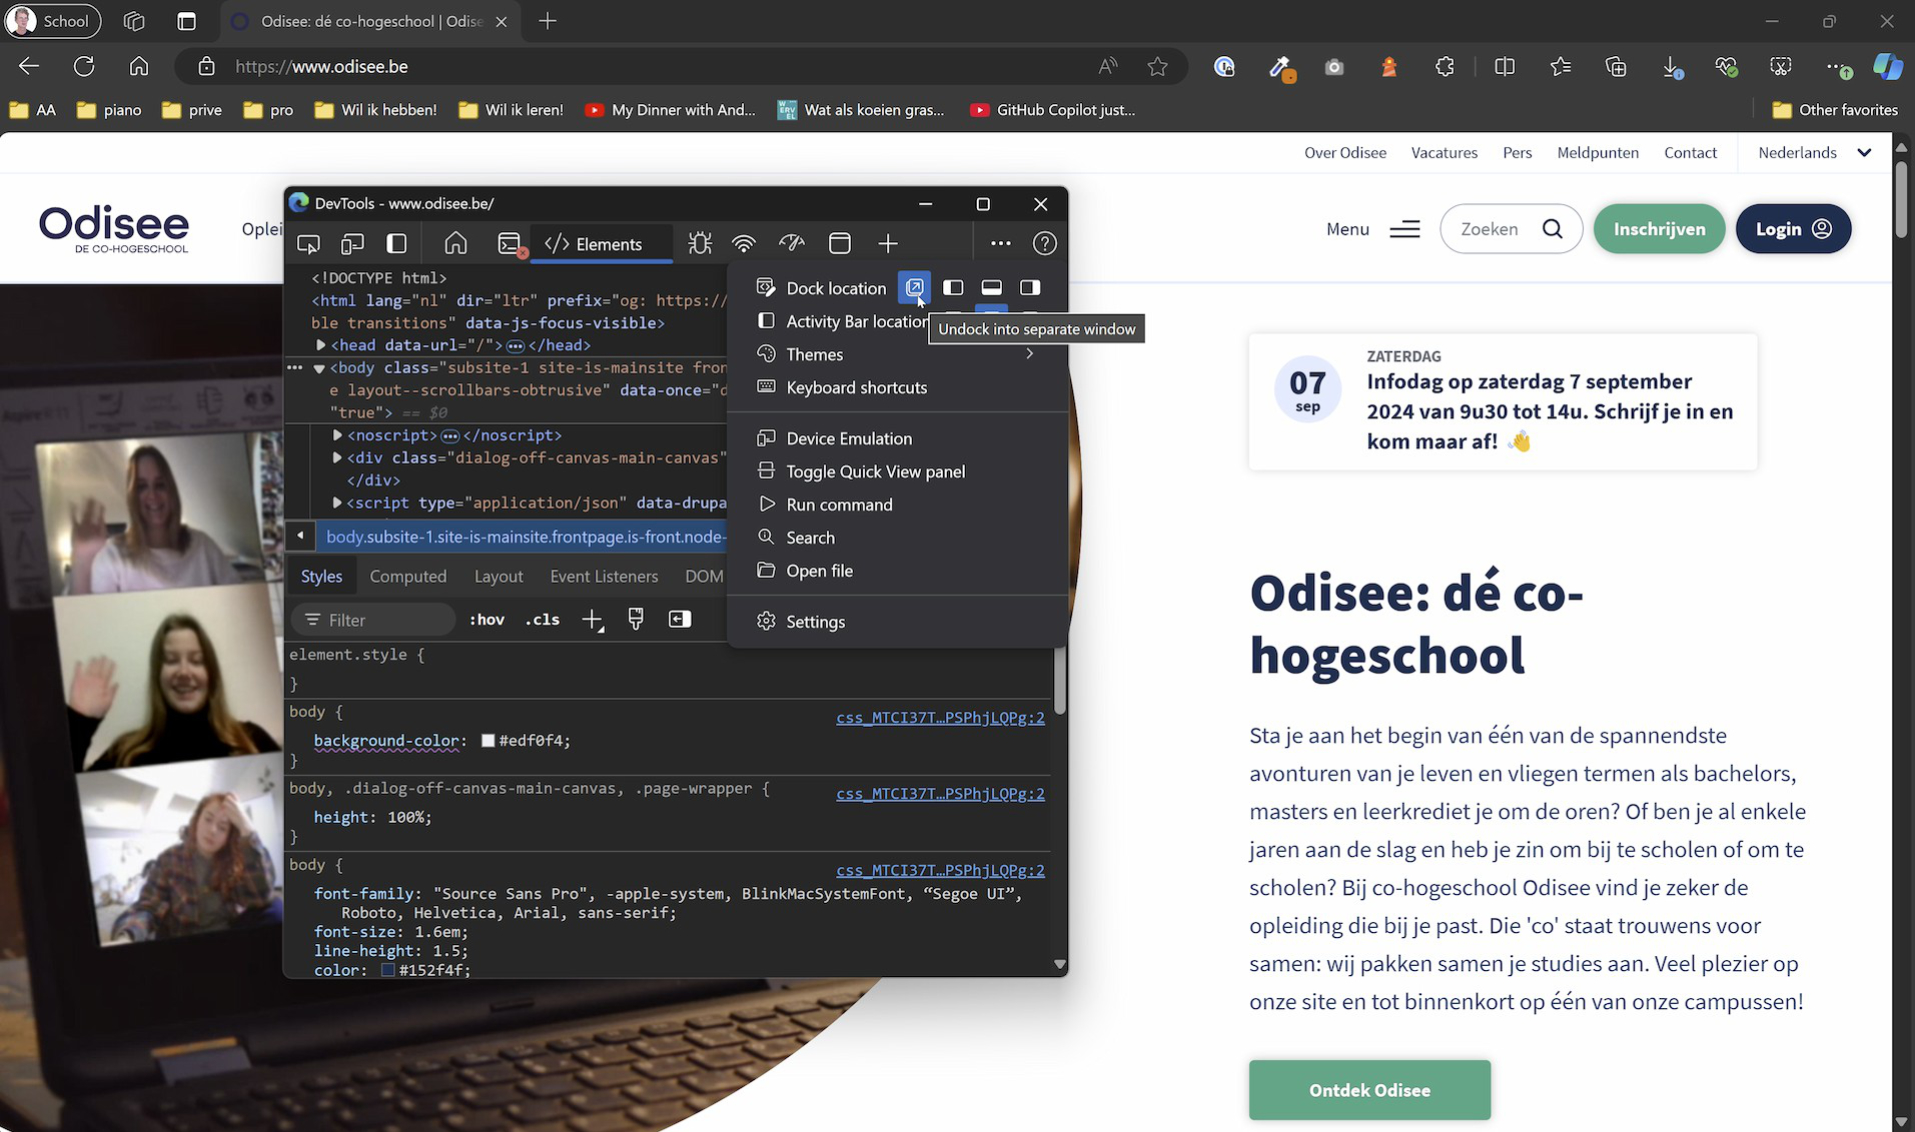 School
Odisee: dé co-hogeschool | Odise
https://www.odisee.be
AA
piano
prive
pro
Wil ik hebben!
Wil ik leren!
My Dinner with And...
Wat als koeien gras...
GitHub Copilot just...
Other favorites
Over Odisee
Vacatures
Pers
Meldpunten
Contact
Nederlands
Odisee
DE CO-HOGESCHOOL
Oplei
Menu
Zoeken
Inschrijven
Login
DevTools - www.odisee.be/
Elements
<!DOCTYPE html>
<html lang="nl" dir="ltr" prefix="og: https://
ble transitions" data-js-focus-visible>
<head data-url="/"> </head>
<body class="subsite-1 site-is-mainsite fron
e layout--scrollbars-obtrusive" data-once="d
"true"> == $0
<noscript> </noscript>
<div class="dialog-off-canvas-main-canvas"
</div>
<script type="application/json" data-drupa
body.subsite-1.site-is-mainsite.frontpage.is-front.node-
Dock location
Undock into separate window
Activity Bar location
Themes
Keyboard shortcuts
Device Emulation
Toggle Quick View panel
Run command
Search
Open file
Settings
Styles
Computed
Layout
Event Listeners
DOM
Filter
:hov
.cls
element.style {
}
body {
css_MTCI37T…PSPhjLQPg:2
background-color: #edf0f4;
}
body, .dialog-off-canvas-main-canvas, .page-wrapper {
css_MTCI37T…PSPhjLQPg:2
height: 100%;
}
body {
css_MTCI37T…PSPhjLQPg:2
font-family: "Source Sans Pro", -apple-system, BlinkMacSystemFont, “Segoe UI”,
Roboto, Helvetica, Arial, sans-serif;
font-size: 1.6em;
line-height: 1.5;
color: #152f4f;
07
sep
ZATERDAG
Infodag op zaterdag 7 september
2024 van 9u30 tot 14u. Schrijf je in en
kom maar af! 👋
Odisee: dé co-
hogeschool
Sta je aan het begin van één van de spannendste
avonturen van je leven en vliegen termen als bachelors,
masters en leerkrediet je om de oren? Of ben je al enkele
jaren aan de slag en heb je zin om bij te scholen of om te
scholen? Bij co-hogeschool Odisee vind je zeker de
opleiding die bij je past. Die 'co' staat trouwens voor
samen: wij pakken samen je studies aan. Veel plezier op
onze site en tot binnenkort op één van onze campussen!
Ontdek Odisee